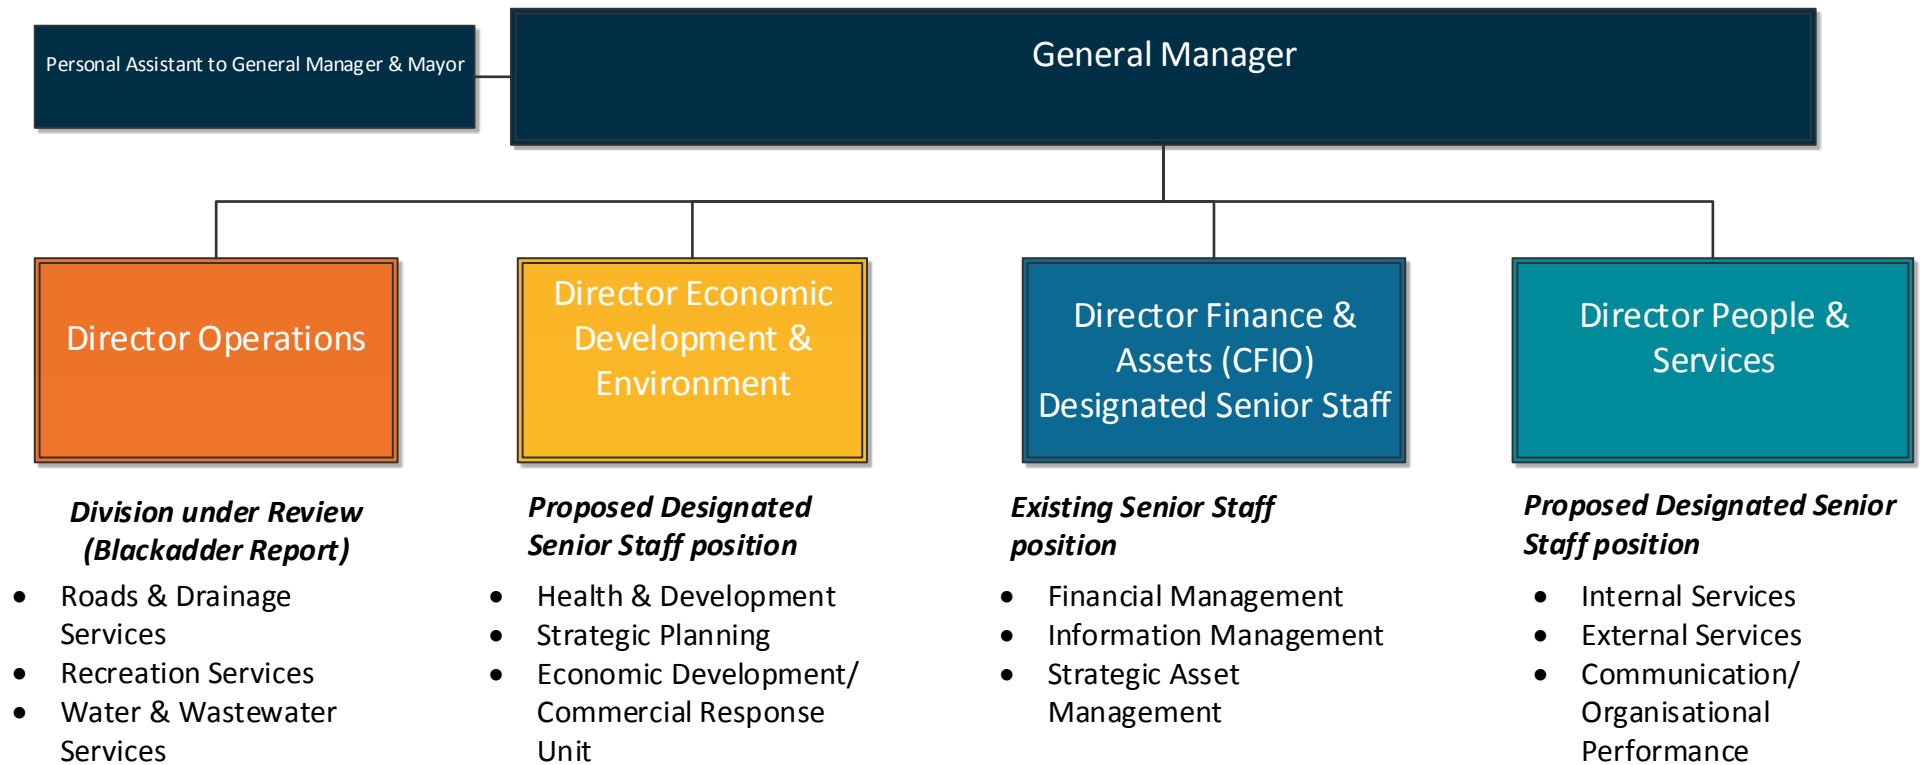 Personal Assistant to General Manager & Mayor
General Manager
Director Operations
Director Economic
Development &
Environment
Director Finance &
Assets (CFIO)
Designated Senior Staff
Director People &
Services
Division under Review
(Blackadder Report)
• Roads & Drainage
Services
• Recreation Services
• Water & Wastewater
Services
Proposed Designated
Senior Staff position
• Health & Development
• Strategic Planning
• Economic Development/
Commercial Response
Unit
Existing Senior Staff
position
• Financial Management
• Information Management
• Strategic Asset
Management
Proposed Designated Senior
Staff position
• Internal Services
• External Services
• Communication/
Organisational
Performance